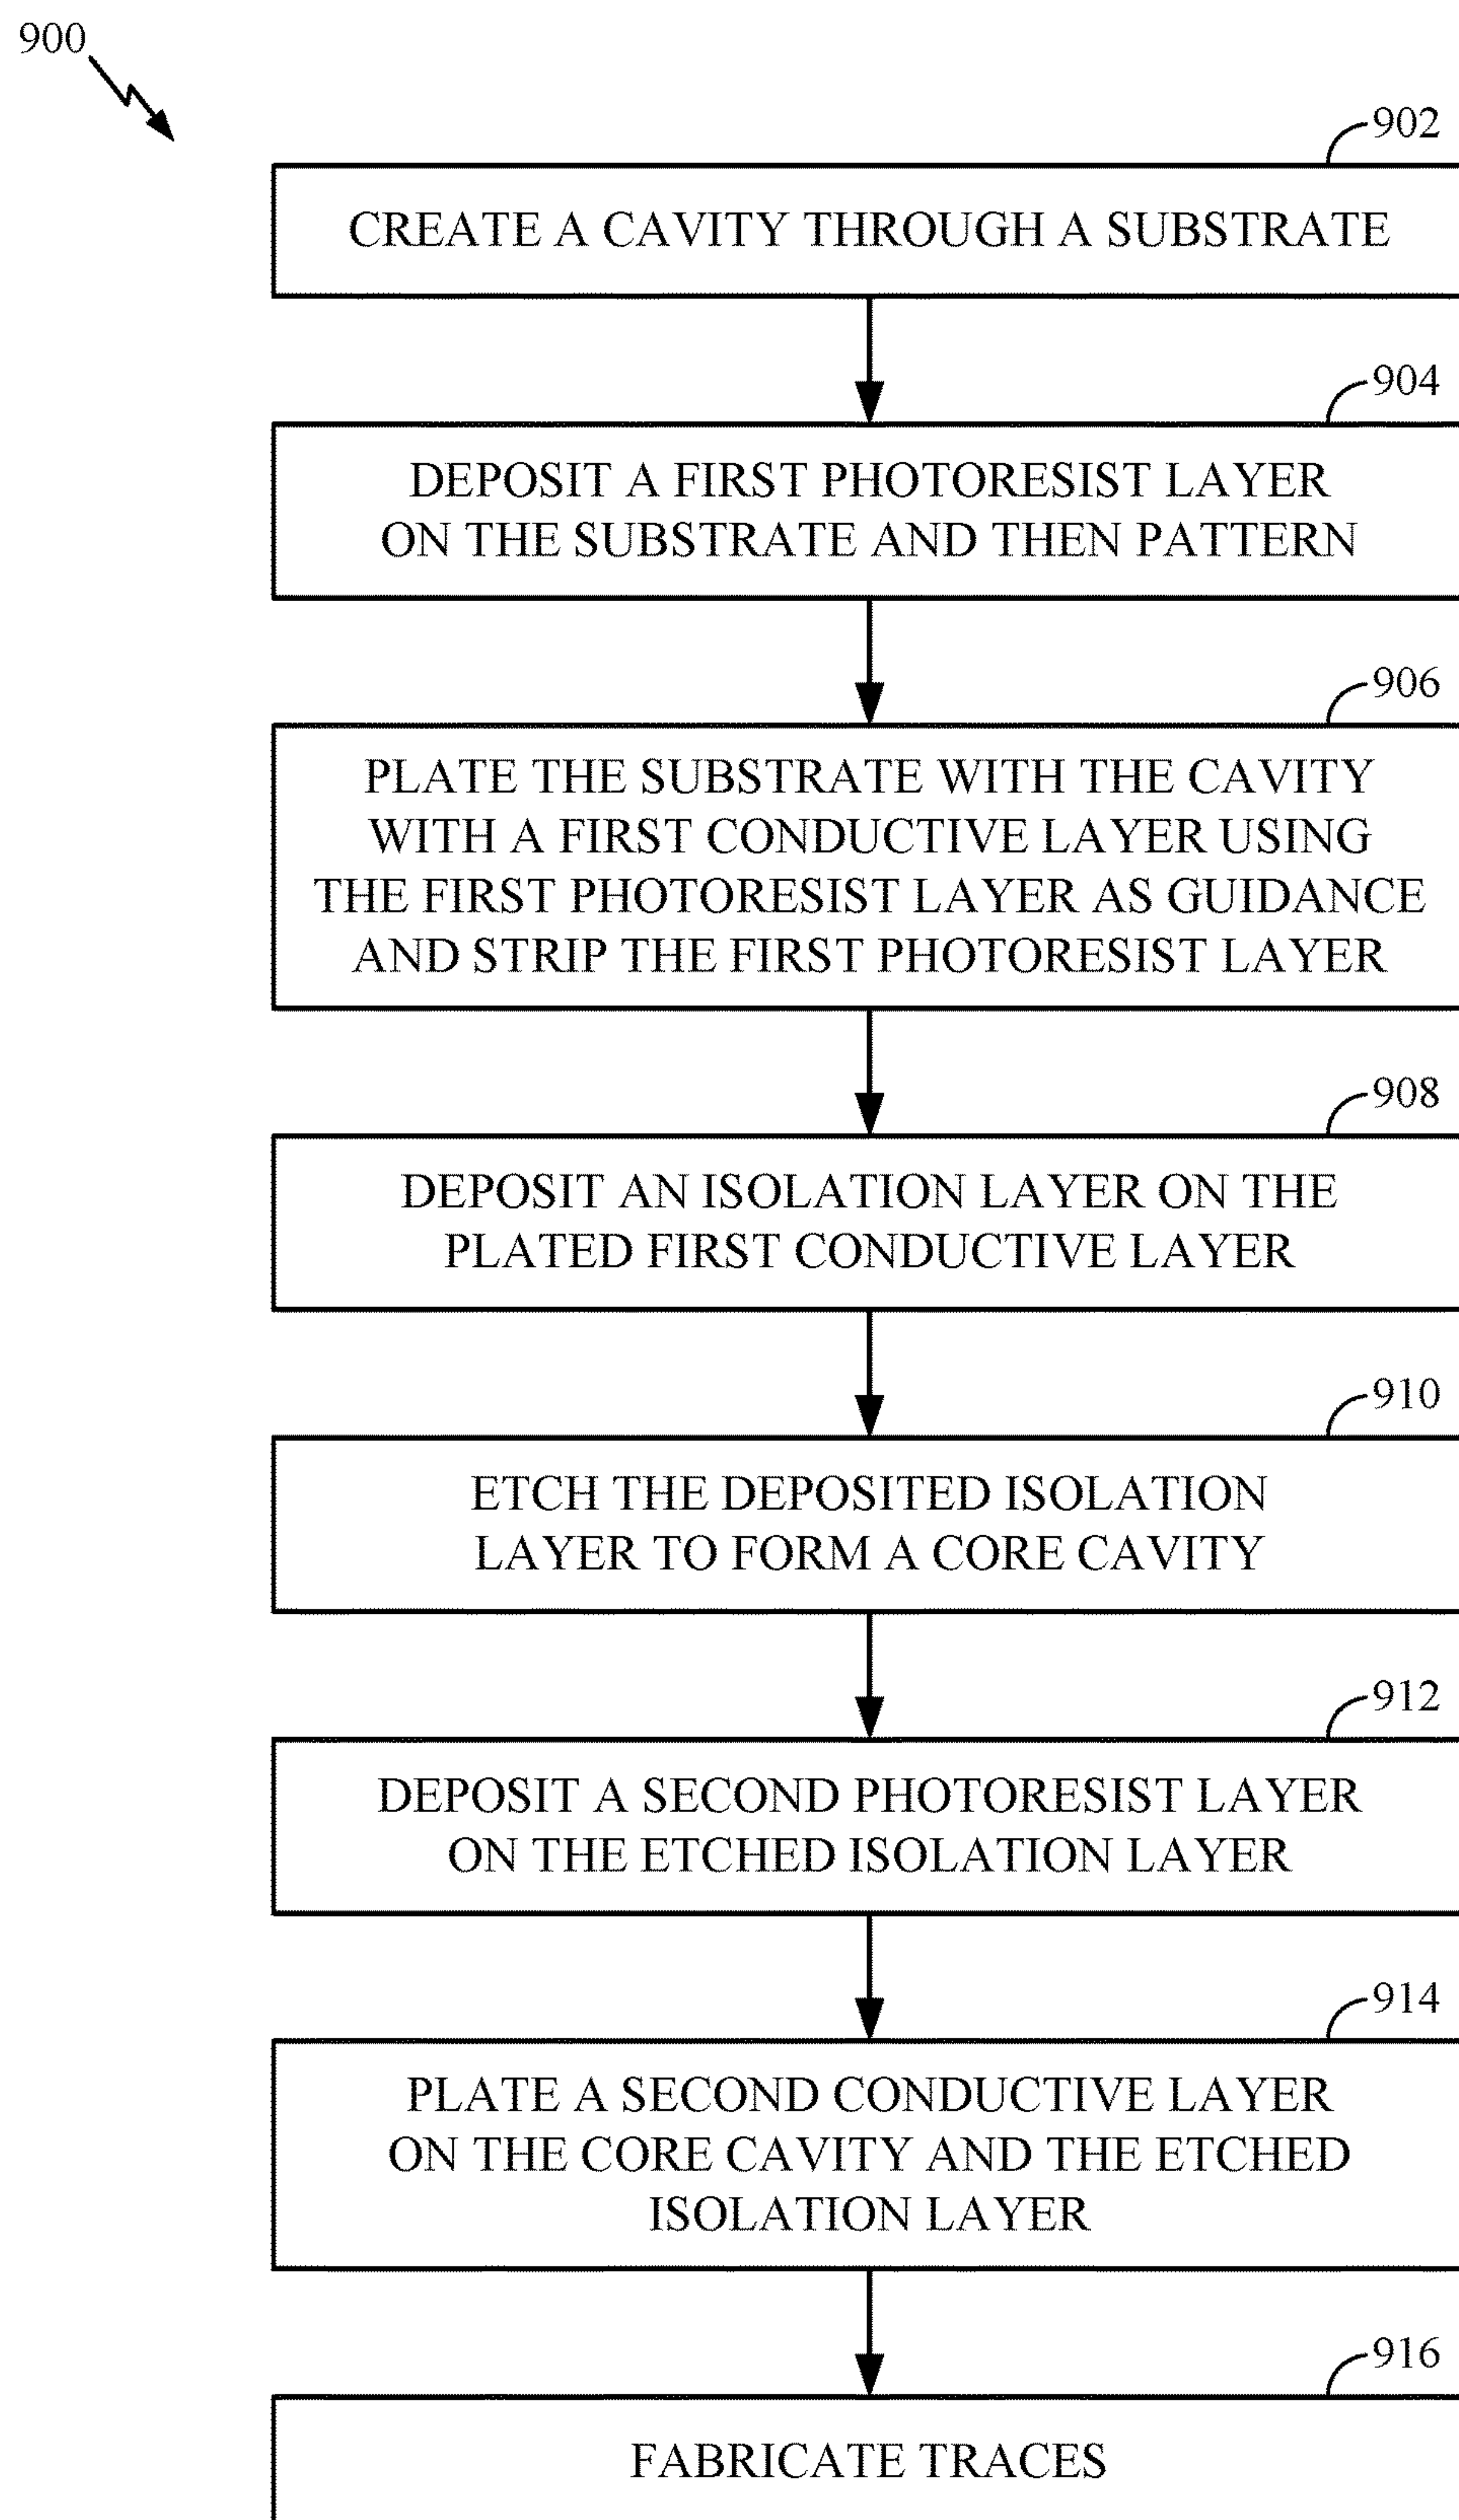 900
902
CREATE A CAVITY THROUGH A SUBSTRATE
904
DEPOSIT A FIRST PHOTORESIST LAYER
ON THE SUBSTRATE AND THEN PATTERN
906
PLATE THE SUBSTRATE WITH THE CAVITY
WITH A FIRST CONDUCTIVE LAYER USING
THE FIRST PHOTORESIST LAYER AS GUIDANCE
AND STRIP THE FIRST PHOTORESIST LAYER
908
DEPOSIT AN ISOLATION LAYER ON THE
PLATED FIRST CONDUCTIVE LAYER
910
ETCH THE DEPOSITED ISOLATION
LAYER TO FORM A CORE CAVITY
912
DEPOSIT A SECOND PHOTORESIST LAYER
ON THE ETCHED ISOLATION LAYER
914
PLATE A SECOND CONDUCTIVE LAYER
ON THE CORE CAVITY AND THE ETCHED
ISOLATION LAYER
916
FABRICATE TRACES